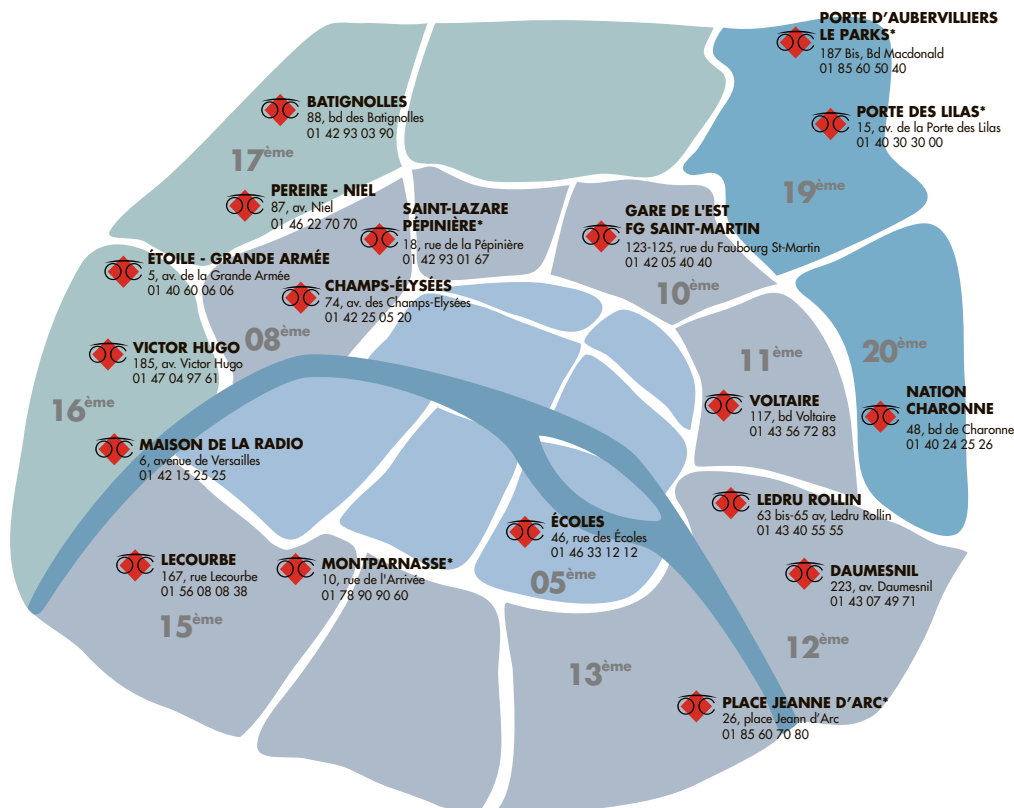 PORTE D'AUBERVILLIERS
LE PARKS*
187 Bis, Bd Macdonald
01 85 60 50 40
BATIGNOLLES
88, bd des Batignolles
01 42 93 03 90
PORTE DES LILAS*
15, av. de la Porte des Lilas
01 40 30 30 00
17ème
19ème
PEREIRE - NIEL
87, av. Niel
01 46 22 70 70
SAINT-LAZARE
PÉPINIÈRE*
18, rue de la Pépinière
01 42 93 01 67
GARE DE L'EST
FG SAINT-MARTIN
123-125, rue du Faubourg St-Martin
01 42 05 40 40
10ème
ÉTOILE - GRANDE ARMÉE
5, av. de la Grande Armée
01 40 60 06 06
CHAMPS-ÉLYSÉES
74, av. des Champs-Elysées
01 42 25 05 20
08ème
VICTOR HUGO
185, av. Victor Hugo
01 47 04 97 61
11ème
20ème
16ème
VOLTAIRE
117, bd Voltaire
01 43 56 72 83
NATION
CHARONNE
48, bd de Charonne
01 40 24 25 26
MAISON DE LA RADIO
6, avenue de Versailles
01 42 15 25 25
LEDRU ROLLIN
63 bis-65 av, Ledru Rollin
01 43 40 55 55
ÉCOLES
46, rue des Écoles
01 46 33 12 12
05ème
LECOURBE
167, rue Lecourbe
01 56 08 08 38
MONTPARNASSE*
10, rue de l'Arrivée
01 78 90 90 60
DAUMESNIL
223, av. Daumesnil
01 43 07 49 71
15ème
12ème
13ème
PLACE JEANNE D'ARC*
26, place Jeann d'Arc
01 85 60 70 80